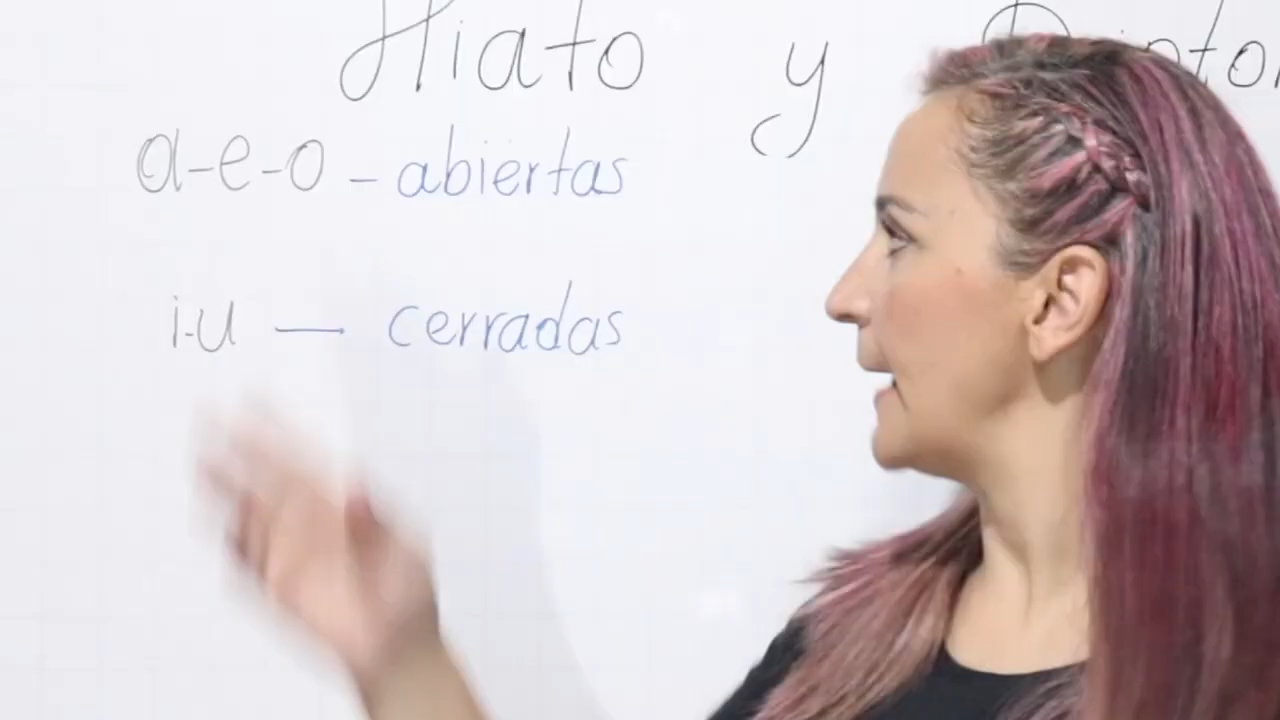 Hiato y
a-e-o - abiertas
i-u — cerradas